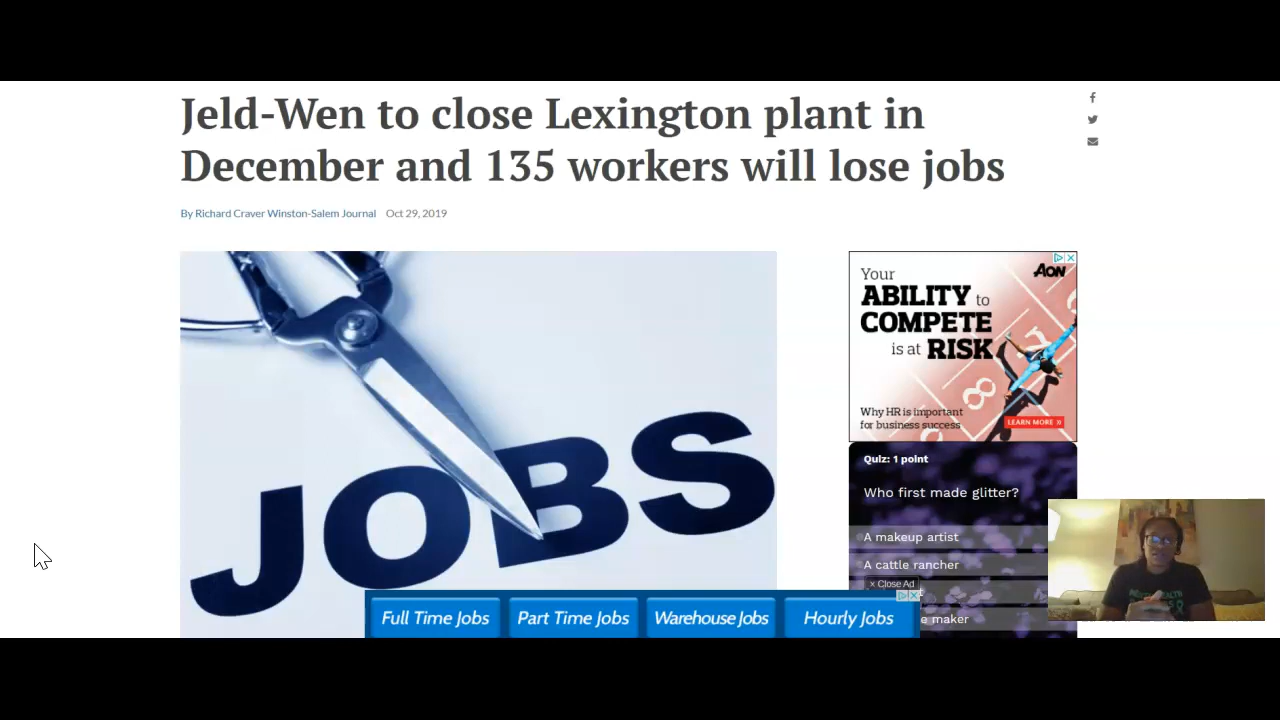 Jeld-Wen to close Lexington plant in
December and 135 workers will lose jobs
By Richard Craver Winston-Salem Journal Oct 29, 2019
JOBS
AON
Your
ABILITY to
COMPETE
is at RISK
Why HR is important
for business success
LEARN MORE »
Quiz: 1 point
Who first made glitter?
A makeup artist
A cattle rancher
× Close Ad
e maker
Full Time Jobs
Part Time Jobs
Warehouse Jobs
Hourly Jobs